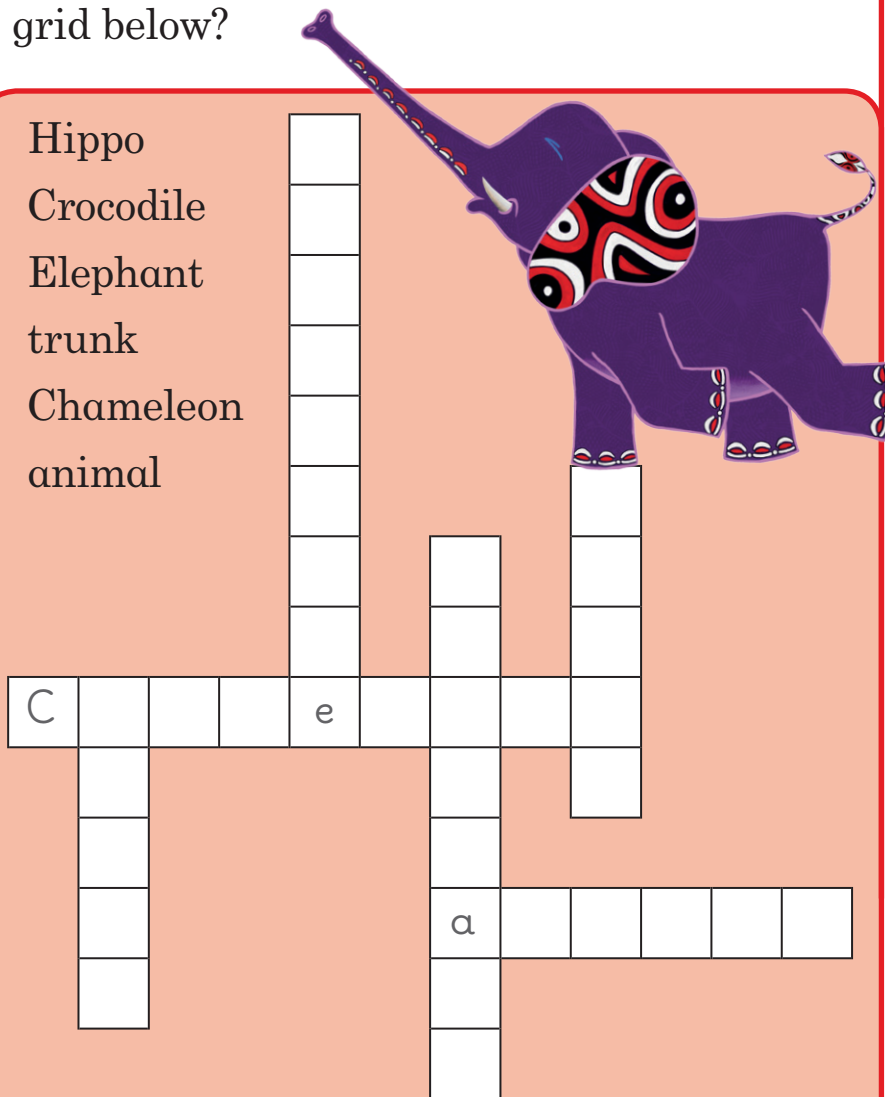 grid below?
Hippo
Crocodile
Elephant
trunk
Chameleon
animal
C e
a